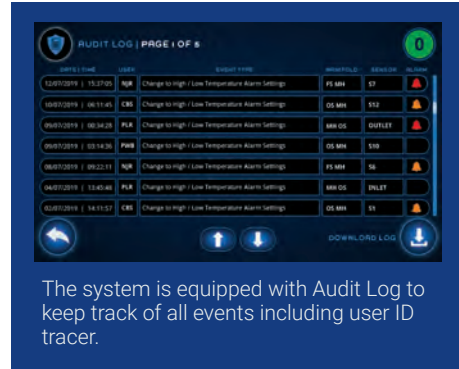 AUDIT LOG | PAGE 1 OF 5
0
DATE | TIME USER EVENT TYPE MANIFOLD SENSOR ALARM
12/07/2019 | 15:37:05 NJR Change to High / Low Temperature Alarm Settings FS MH S7
10/07/2019 | 06:11:45 CBS Change to High / Low Temperature Alarm Settings OS MH S12
09/07/2019 | 00:34:28 PLR Change to High / Low Temperature Alarm Settings MH OS OUTLET
09/07/2019 | 03:14:36 PWB Change to High / Low Temperature Alarm Settings OS MH S10
06/07/2019 | 09:22:11 NJR Change to High / Low Temperature Alarm Settings FS MH S6
04/07/2019 | 13:45:46 PLR Change to High / Low Temperature Alarm Settings MH OS INLET
02/07/2019 | 14:17:57 CBS Change to High / Low Temperature Alarm Settings OS MH S1
DOWNLOAD LOG
The system is equipped with Audit Log to
keep track of all events including user ID
tracer.